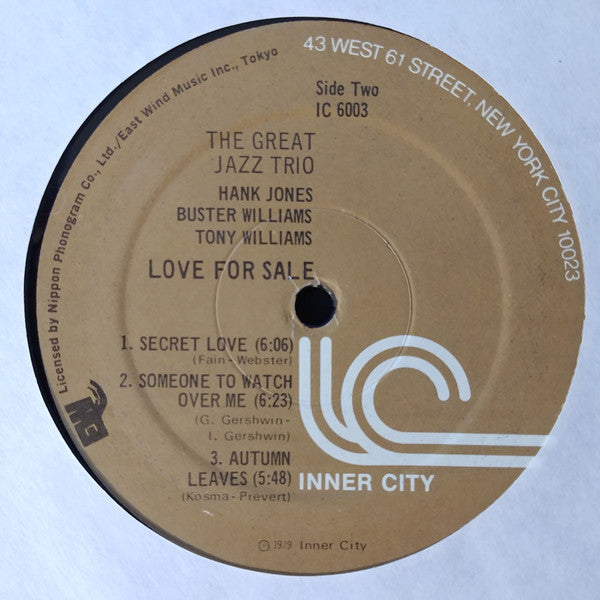 43 WEST 61 STREET, NEW YORK CITY 10023
Licensed by Nippon Phonogram Co., Ltd./East Wind Music Inc., Tokyo
Side Two
IC 6003
THE GREAT
JAZZ TRIO
HANK JONES
BUSTER WILLIAMS
TONY WILLIAMS
LOVE FOR SALE
1. SECRET LOVE (6:06)
(Fain-Webster)
2. SOMEONE TO WATCH
OVER ME (6:23)
(G. Gershwin-
I. Gershwin)
3. AUTUMN
LEAVES (5:48)
(Kosma-Prevert)
INNER CITY
℗ 1979 Inner City